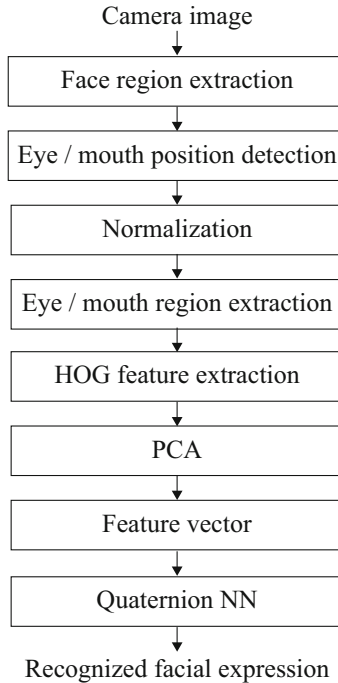 Camera image
Face region extraction
Eye / mouth position detection
Normalization
Eye / mouth region extraction
HOG feature extraction
PCA
Feature vector
Quaternion NN
Recognized facial expression